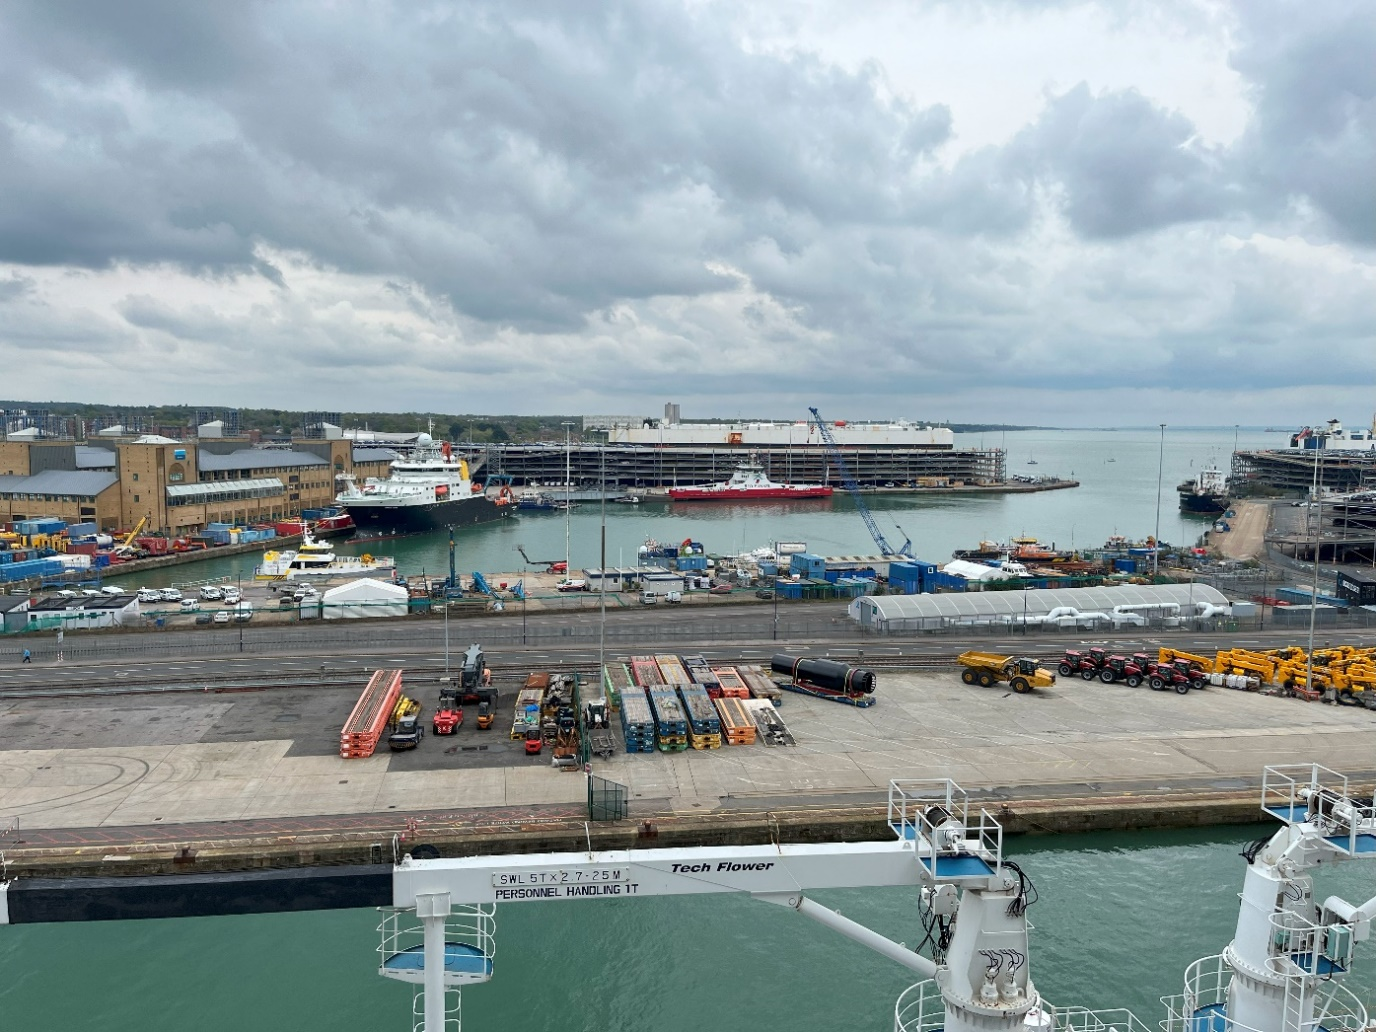 Tech Flower
SWL 5T×2.7-25M
PERSONNEL HANDLING 1T